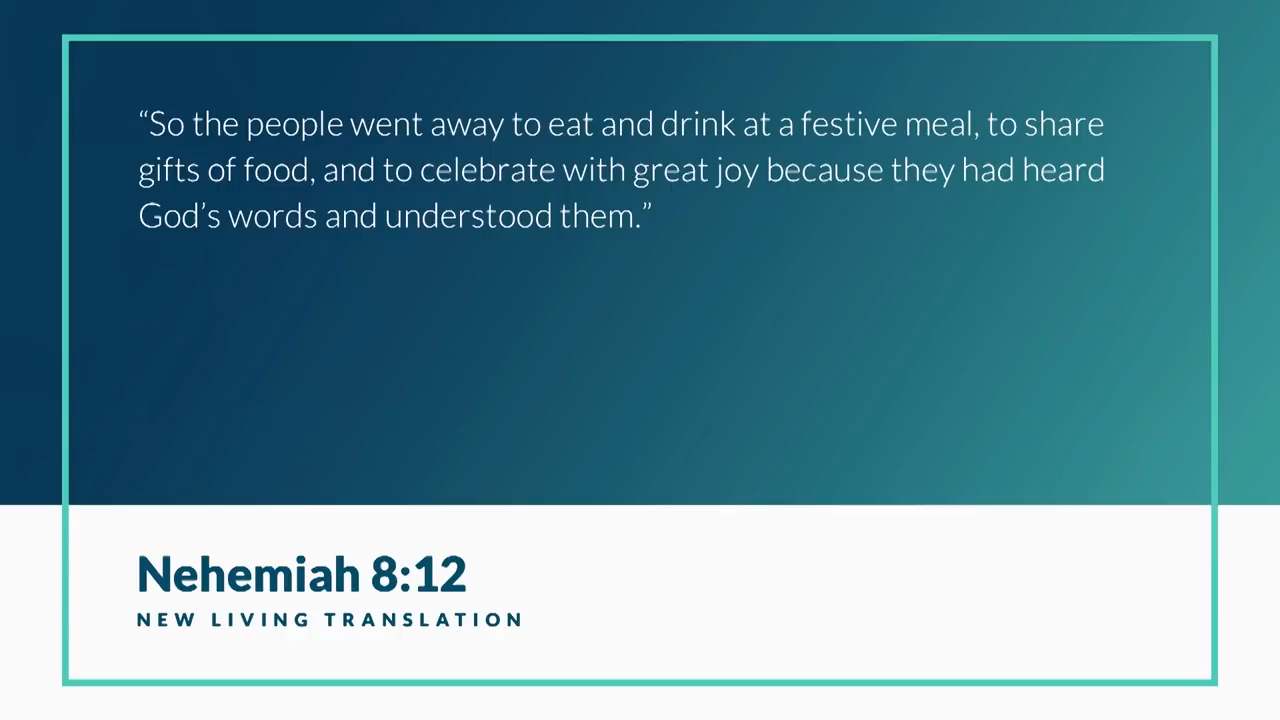 “So the people went away to eat and drink at a festive meal, to share
gifts of food, and to celebrate with great joy because they had heard
God’s words and understood them.”
Nehemiah 8:12
NEW LIVING TRANSLATION